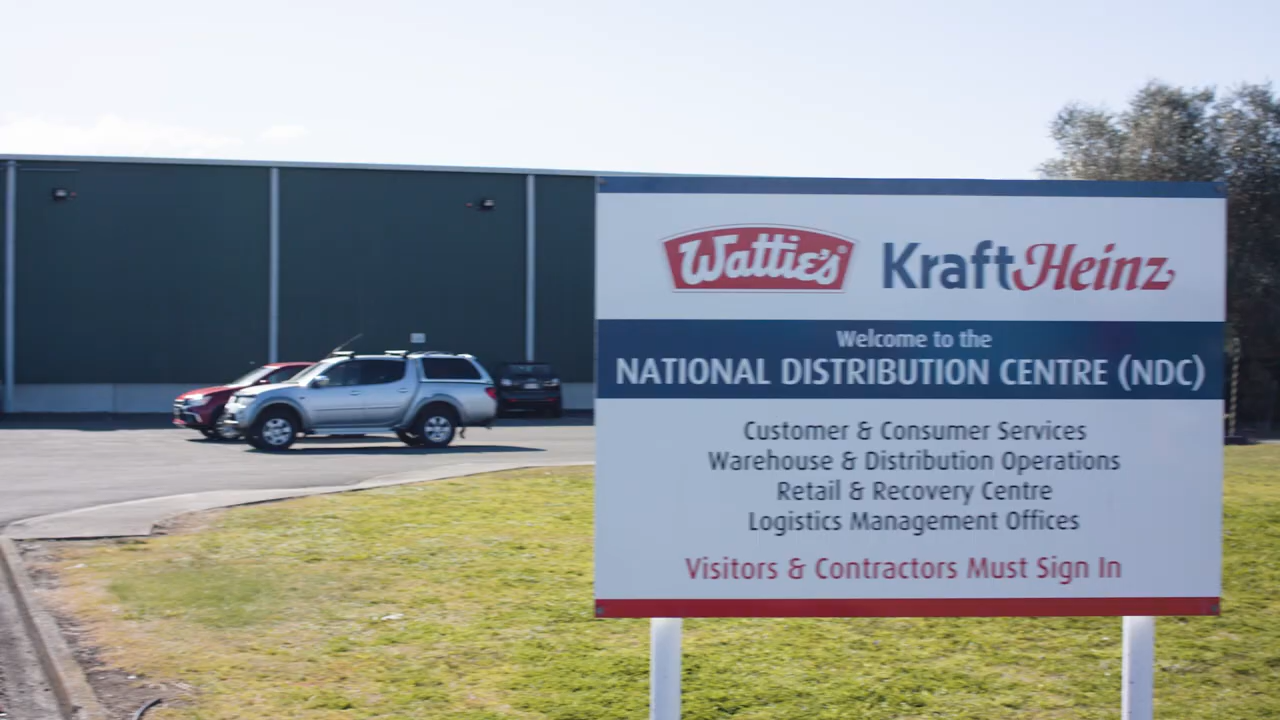 Wattie's KraftHeinz
Welcome to the
NATIONAL DISTRIBUTION CENTRE (NDC)
Customer & Consumer Services
Warehouse & Distribution Operations
Retail & Recovery Centre
Logistics Management Offices
Visitors & Contractors Must Sign In